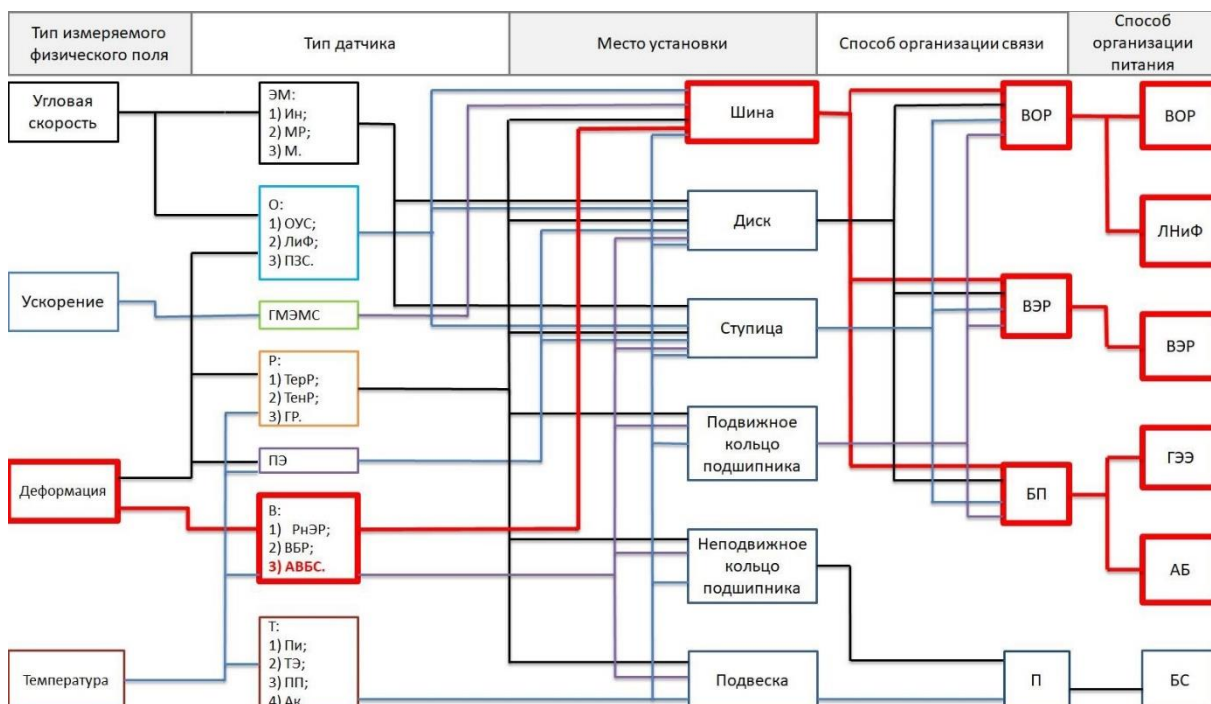 Тип измеряемого
физического поля
Тип датчика
Место установки
Способ организации связи
Способ
организации
питания
Угловая
скорость
Ускорение
Деформация
Температура
ЭМ:
1) Ин;
2) МР;
3) М.
О:
1) ОУС;
2) ЛиФ;
3) ПЗС.
ГМЭМС
Р:
1) ТерР;
2) ТенР;
3) ГР.
ПЭ
В:
1) РнЭР;
2) ВБР;
3) АВБС.
Т:
1) Пи;
2) ТЭ;
3) ПП;
4) Ак.
Шина
Диск
Ступица
Подвижное
кольцо
подшипника
Неподвижное
кольцо
подшипника
Подвеска
ВОР
ВЭР
БП
П
ВОР
ЛНиФ
ВЭР
ГЭЭ
АБ
БС